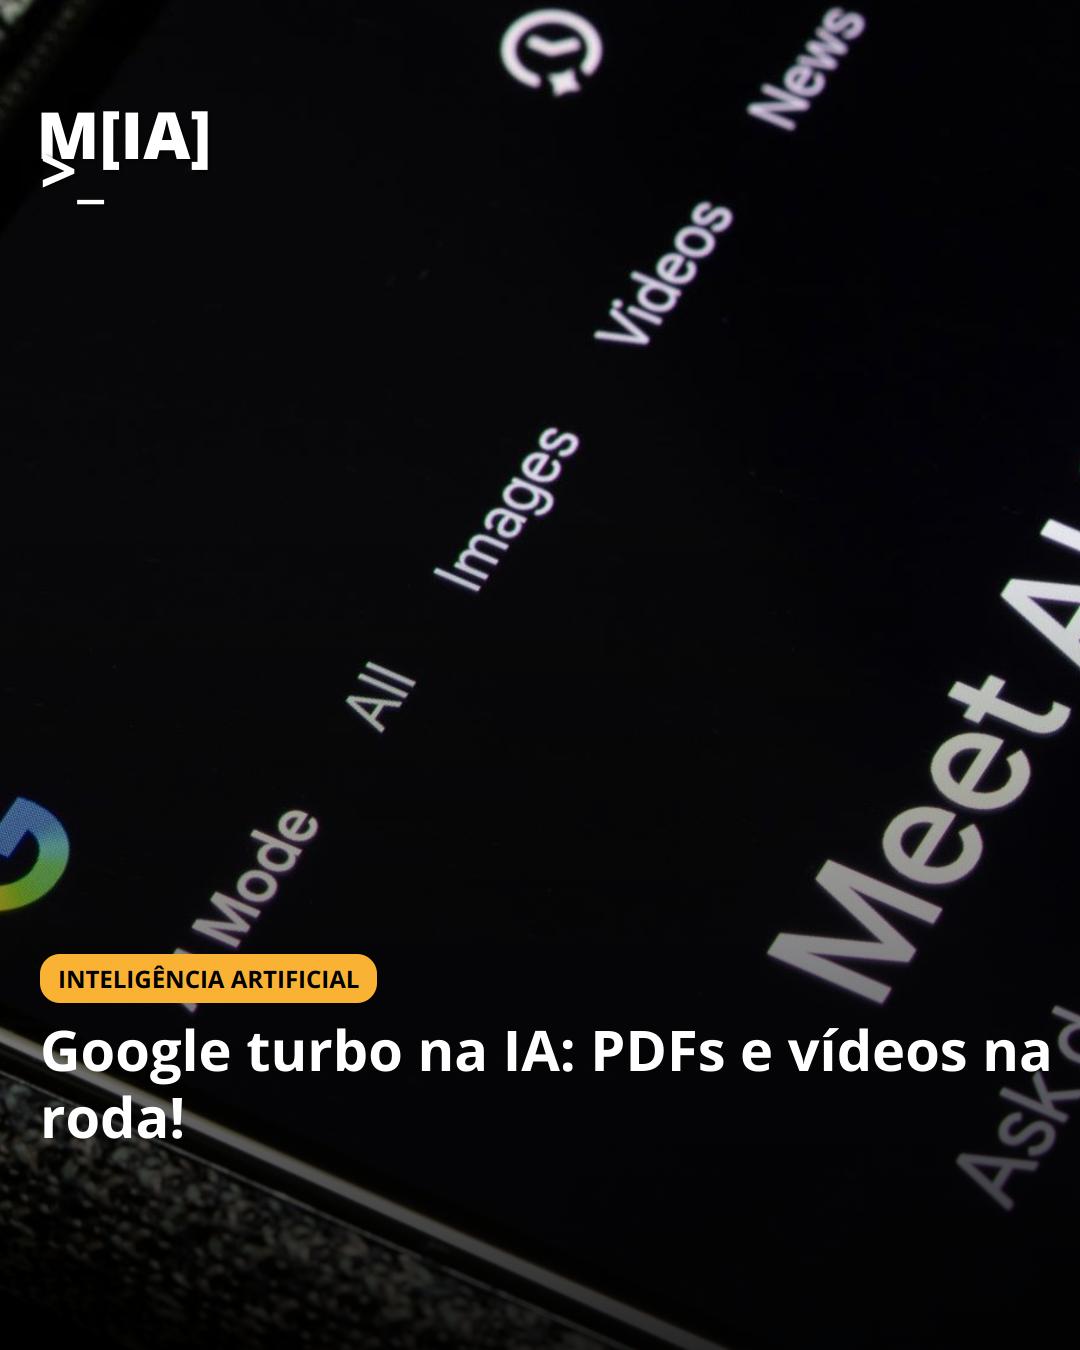 M[IA]
>_
News
Videos
Images
All
Mode
Meet
Ask
INTELIGÊNCIA ARTIFICIAL
Google turbo na IA: PDFs e vídeos na
roda!